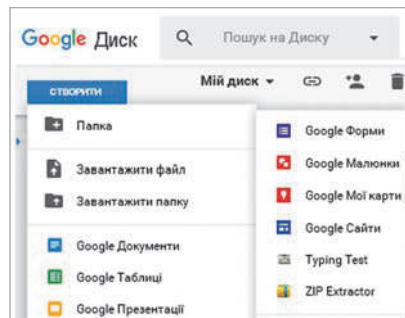 Google Диск
Пошук на Диску
Мій диск
СТВОРИТИ
Папка
Завантажити файл
Завантажити папку
Google Документи
Google Таблиці
Google Презентації
Google Форми
Google Малюнки
Google Мої карти
Google Сайти
Typing Test
ZIP Extractor